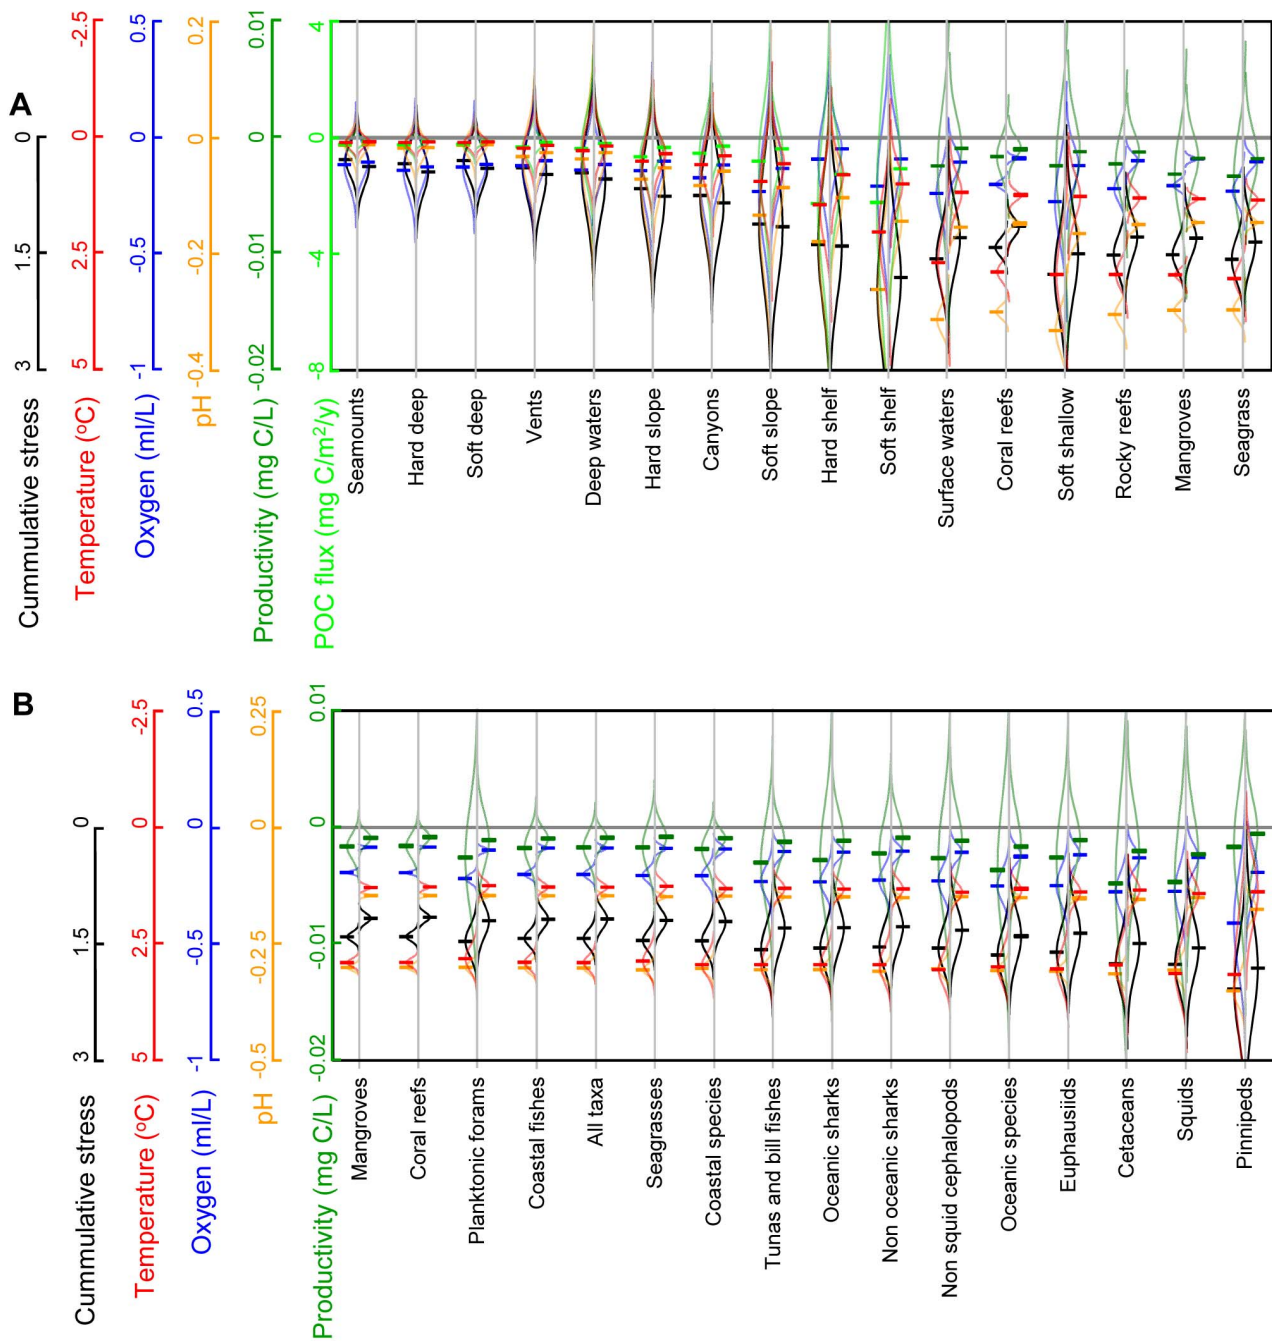 A
0
1.5
3
Cummulative stress
-2.5
0
2.5
5
Temperature (ºC)
0.5
0
-0.5
-1
Oxygen (ml/L)
0.2
0
-0.2
-0.4
pH
0.01
0
-0.01
-0.02
Productivity (mg C/L)
4
0
-4
-8
POC flux (mg C/m²/y)
Seamounts
Hard deep
Soft deep
Vents
Deep waters
Hard slope
Canyons
Soft slope
Hard shelf
Soft shelf
Surface waters
Coral reefs
Soft shallow
Rocky reefs
Mangroves
Seagrass
B
0
1.5
3
Cummulative stress
-2.5
0
2.5
5
Temperature (ºC)
0.5
0
-0.5
-1
Oxygen (ml/L)
0.25
0
-0.25
-0.5
pH
0.01
0
-0.01
-0.02
Productivity (mg C/L)
Mangroves
Coral reefs
Planktonic forams
Coastal fishes
All taxa
Seagrasses
Coastal species
Tunas and bill fishes
Oceanic sharks
Non oceanic sharks
Non squid cephalopods
Oceanic species
Euphausiids
Cetaceans
Squids
Pinnipeds